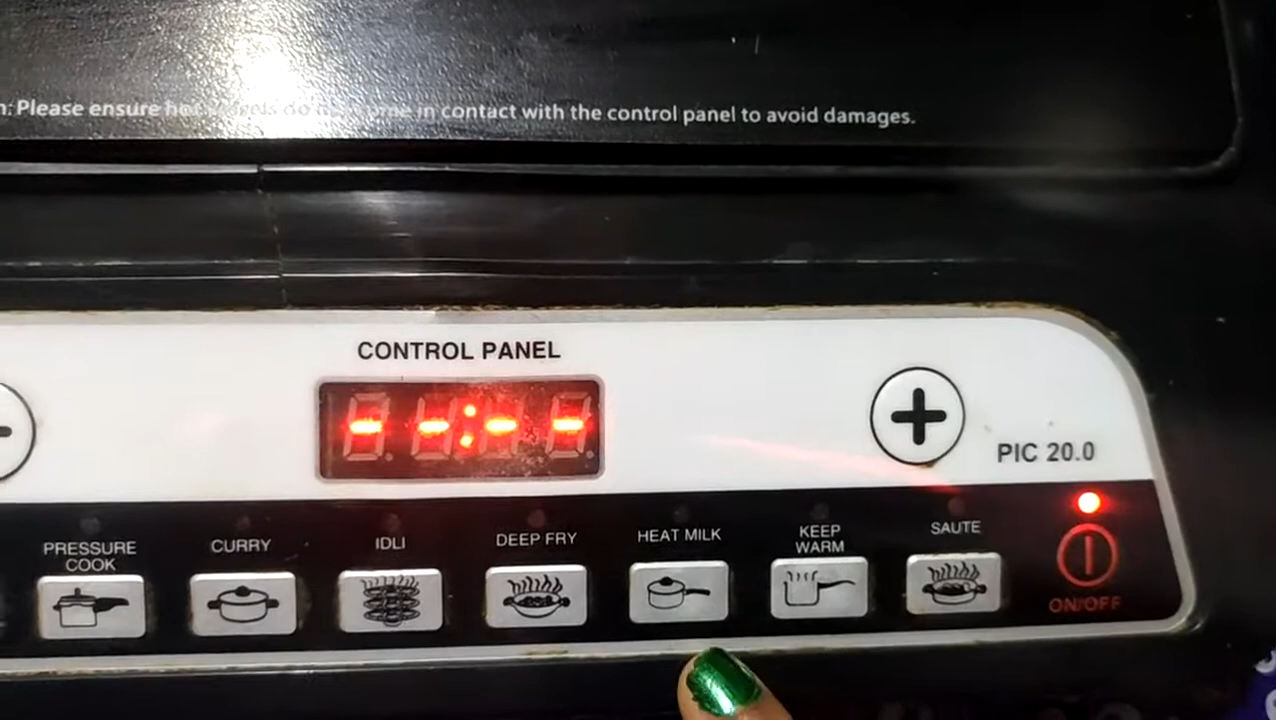 n: Please ensure hot vessels do not come in contact with the control panel to avoid damages.
CONTROL PANEL
PIC 20.0
PRESSURE
COOK
CURRY
IDLI
DEEP FRY
HEAT MILK
KEEP
WARM
SAUTE
ON/OFF